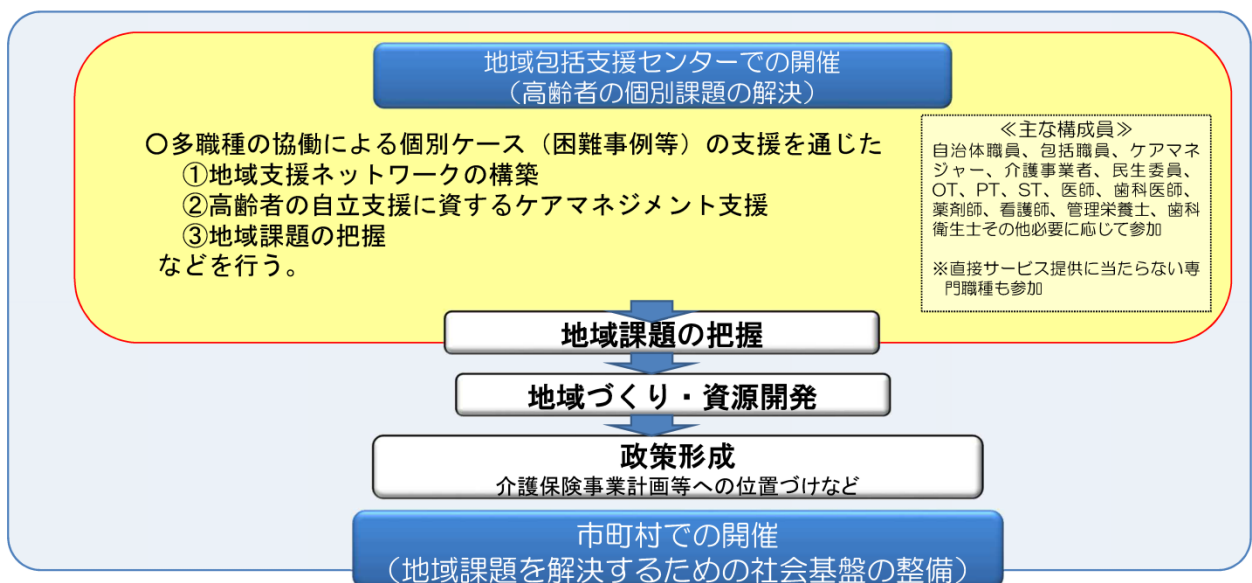 地域包括支援センターでの開催
（高齢者の個別課題の解決）
〇多職種の協働による個別ケース（困難事例等）の支援を通じた
①地域支援ネットワークの構築
②高齢者の自立支援に資するケアマネジメント支援
③地域課題の把握
などを行う。
≪主な構成員≫
自治体職員、包括職員、ケアマネ
ジャー、介護事業者、民生委員、
OT、PT、ST、医師、歯科医師、
薬剤師、看護師、管理栄養士、歯科
衛生士その他必要に応じて参加
※直接サービス提供に当たらない専
門職種も参加
地域課題の把握
地域づくり・資源開発
政策形成
介護保険事業計画等への位置づけなど
市町村での開催
（地域課題を解決するための社会基盤の整備）